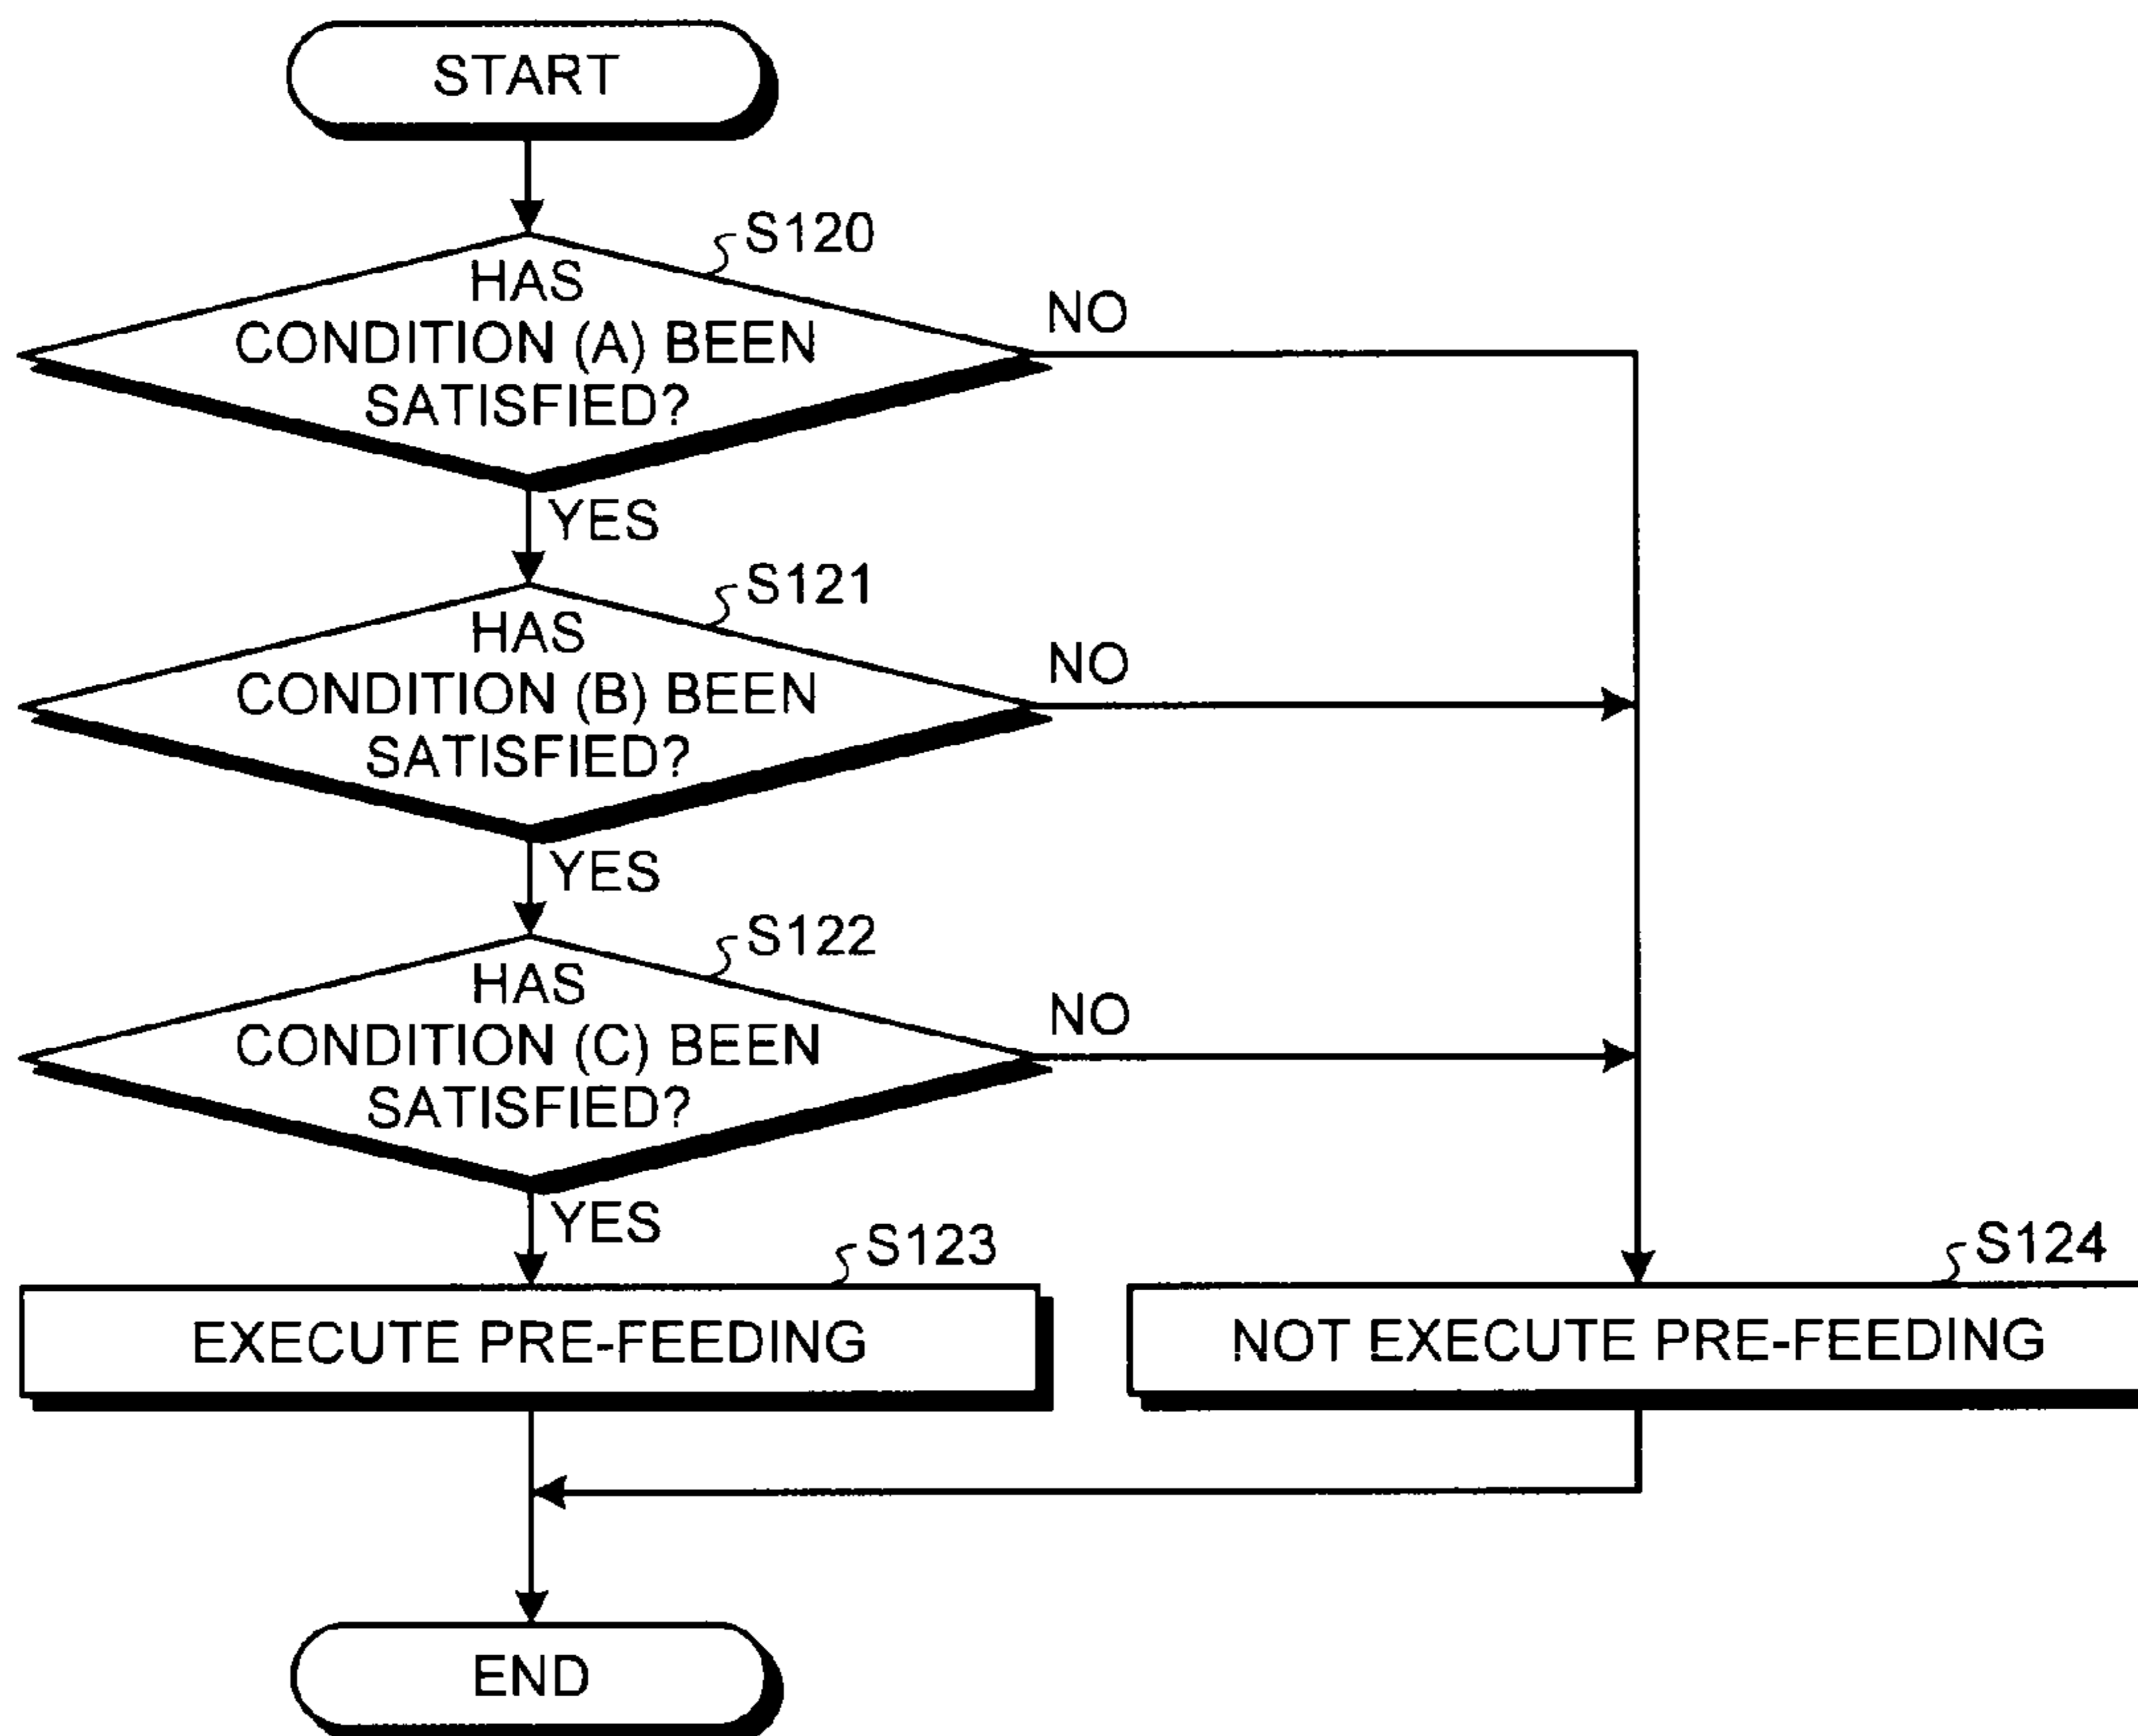 START
S120
HAS
CONDITION (A) BEEN
SATISFIED?
NO
YES
S121
HAS
CONDITION (B) BEEN
SATISFIED?
NO
YES
S122
HAS
CONDITION (C) BEEN
SATISFIED?
NO
YES
S123
EXECUTE PRE-FEEDING
S124
NOT EXECUTE PRE-FEEDING
END